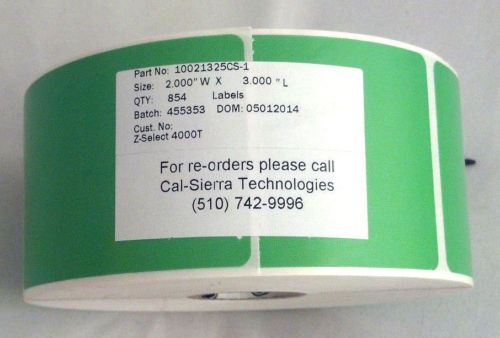 Part No: 10021325CS-1
Size: 2.000" W X 3.000" L
QTY: 854 Labels
Batch: 455353 DOM: 05012014
Cust. No:
Z-Select 4000T
For re-orders please call
Cal-Sierra Technologies
(510) 742-9996